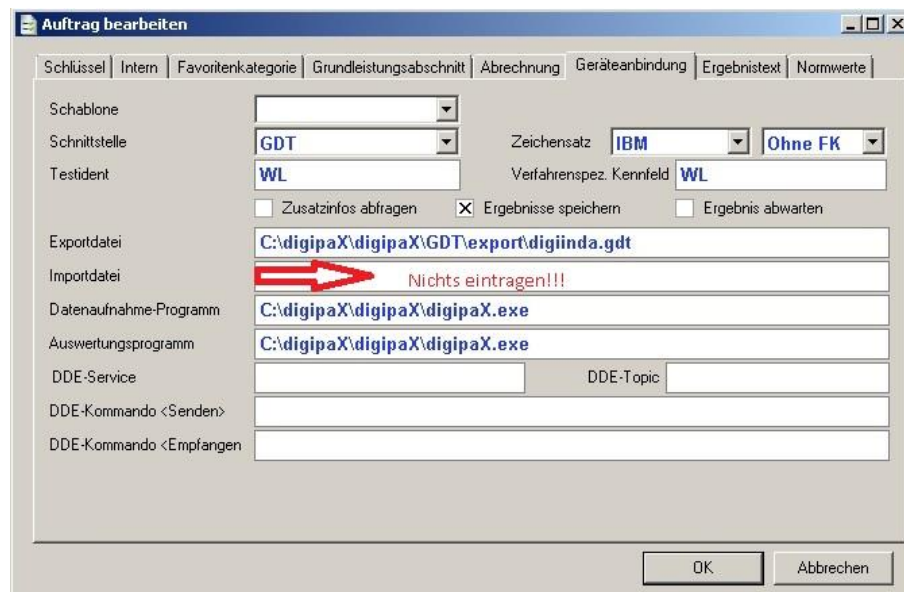 Auftrag bearbeiten
Schlüssel Intern Favoritenkategorie Grundleistungsabschnitt Abrechnung Geräteanbindung Ergebnistext Normwerte
Schablone
Schnittstelle GDT Zeichensatz IBM Ohne FK
Testident WL Verfahrenspez. Kennfeld WL
Zusatzinfos abfragen Ergebnisse speichern Ergebnis abwarten
Exportdatei C:\digipaX\digipaX\GDT\export\digiinda.gdt
Importdatei Nichts eintragen!!!
Datenaufnahme-Programm C:\digipaX\digipaX\digipaX.exe
Auswertungsprogramm C:\digipaX\digipaX\digipaX.exe
DDE-Service DDE-Topic
DDE-Kommando <Senden>
DDE-Kommando <Empfangen
OK Abbrechen